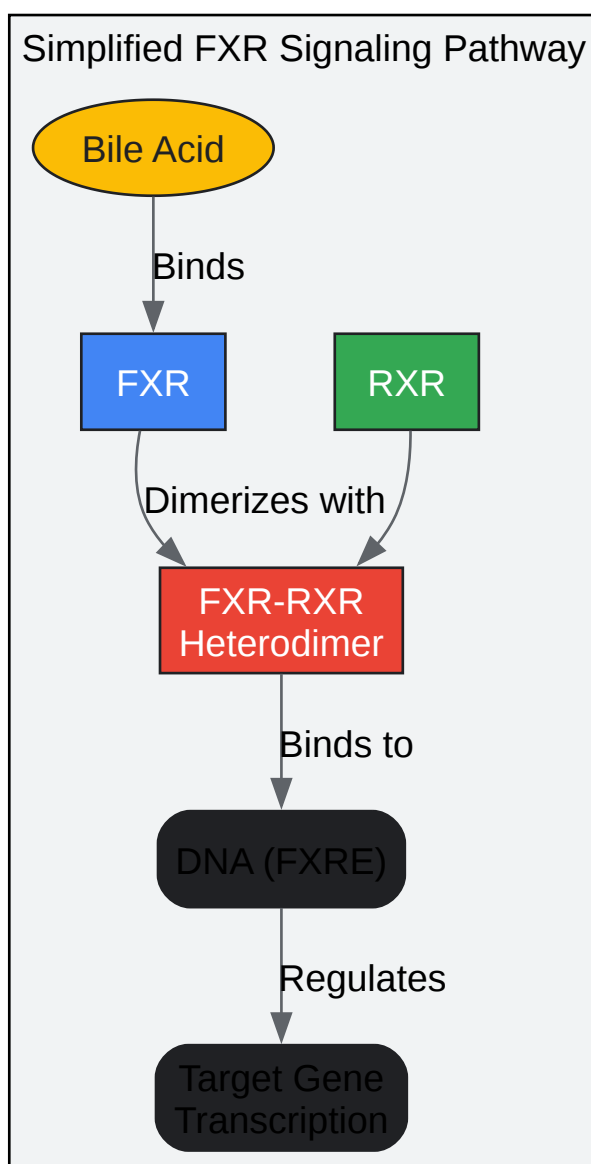 Simplified FXR Signaling Pathway
Bile Acid
Binds
FXR
RXR
Dimerizes with
FXR-RXR
Heterodimer
Binds to
DNA (FXRE)
Regulates
Target Gene
Transcription